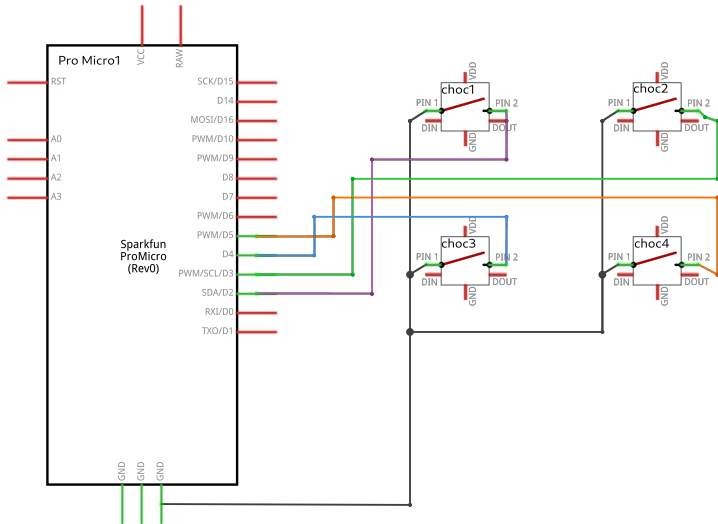 Pro Micro1
VCC
RAW
RST
A0
A1
A2
A3
SCK/D15
D14
MOSI/D16
PWM/D10
PWM/D9
D8
D7
PWM/D6
PWM/D5
D4
PWM/SCL/D3
SDA/D2
RXI/D0
TXO/D1
Sparkfun
ProMicro
(Rev0)
GND
GND
GND
choc1
VDD
PIN 1
PIN 2
DIN
DOUT
GND
choc2
VDD
PIN 1
PIN 2
DIN
DOUT
GND
choc3
VDD
PIN 1
PIN 2
DIN
DOUT
GND
choc4
VDD
PIN 1
PIN 2
DIN
DOUT
GND